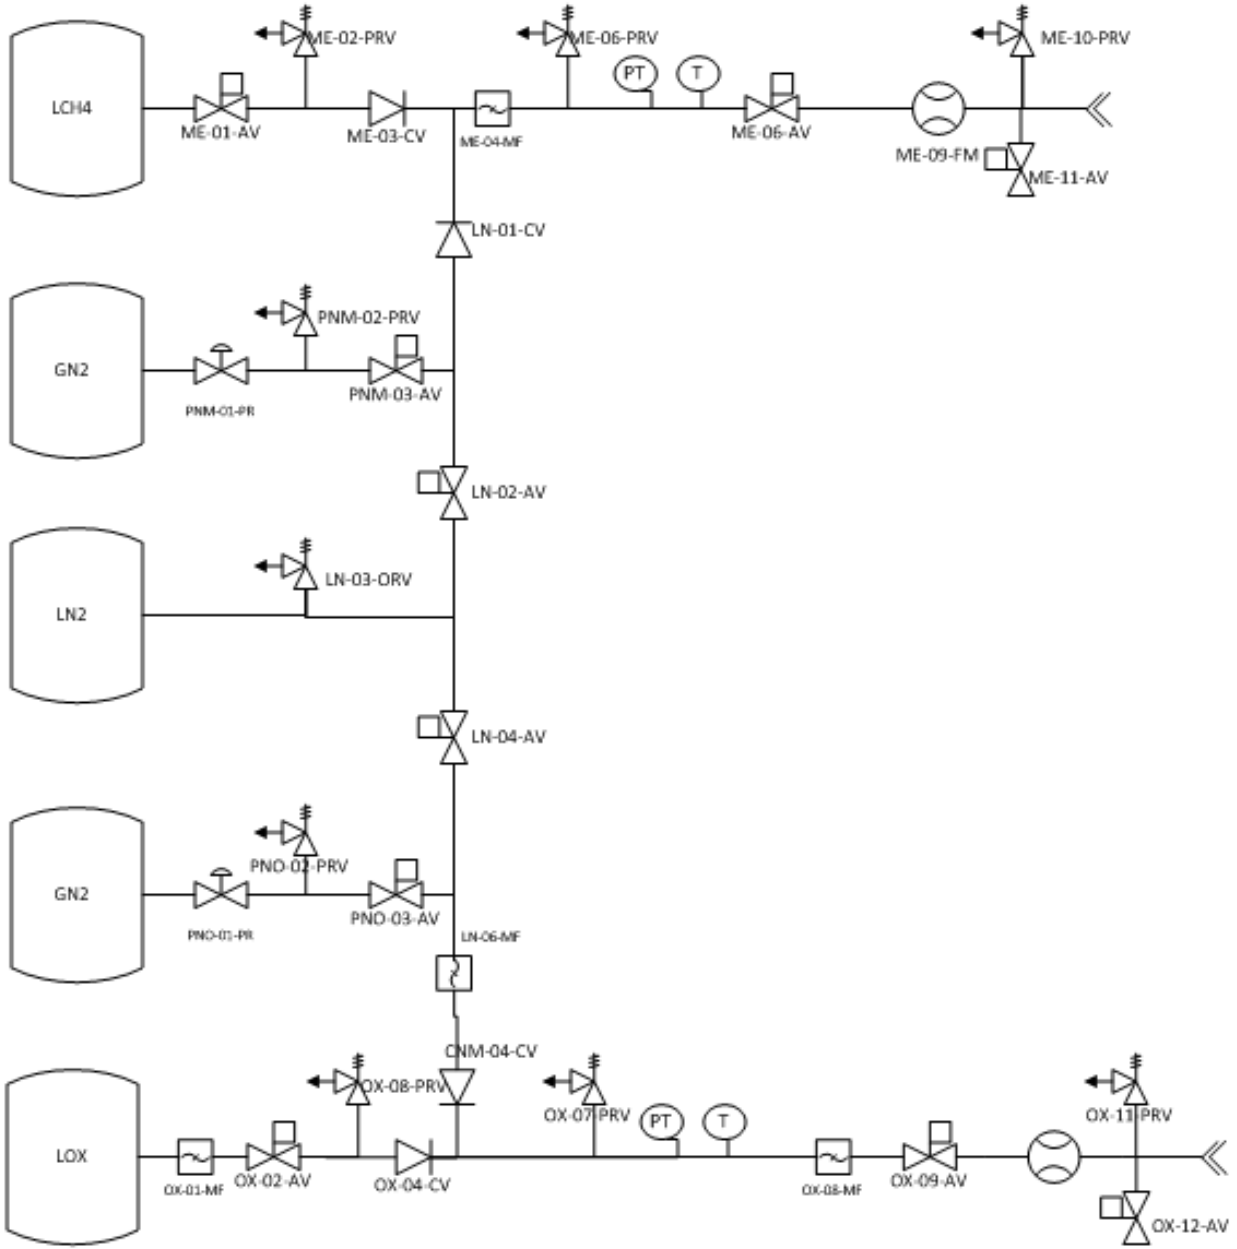 ME-02-PRV
ME-06-PRV
ME-10-PRV
PT
T
LCH4
ME-01-AV
ME-03-CV
ME-04-MF
ME-06-AV
ME-09-FM
ME-11-AV
LN-01-CV
PNM-02-PRV
GN2
PNM-03-AV
PNM-01-PR
LN-02-AV
LN-03-ORV
LN2
LN-04-AV
PNO-02-PRV
GN2
PNO-03-AV
PNO-01-PR
LN-06-MF
CNM-04-CV
OX-08-PRV
OX-07-PRV
OX-11-PRV
PT
T
LOX
OX-01-MF
OX-02-AV
OX-04-CV
OX-08-MF
OX-09-AV
OX-12-AV